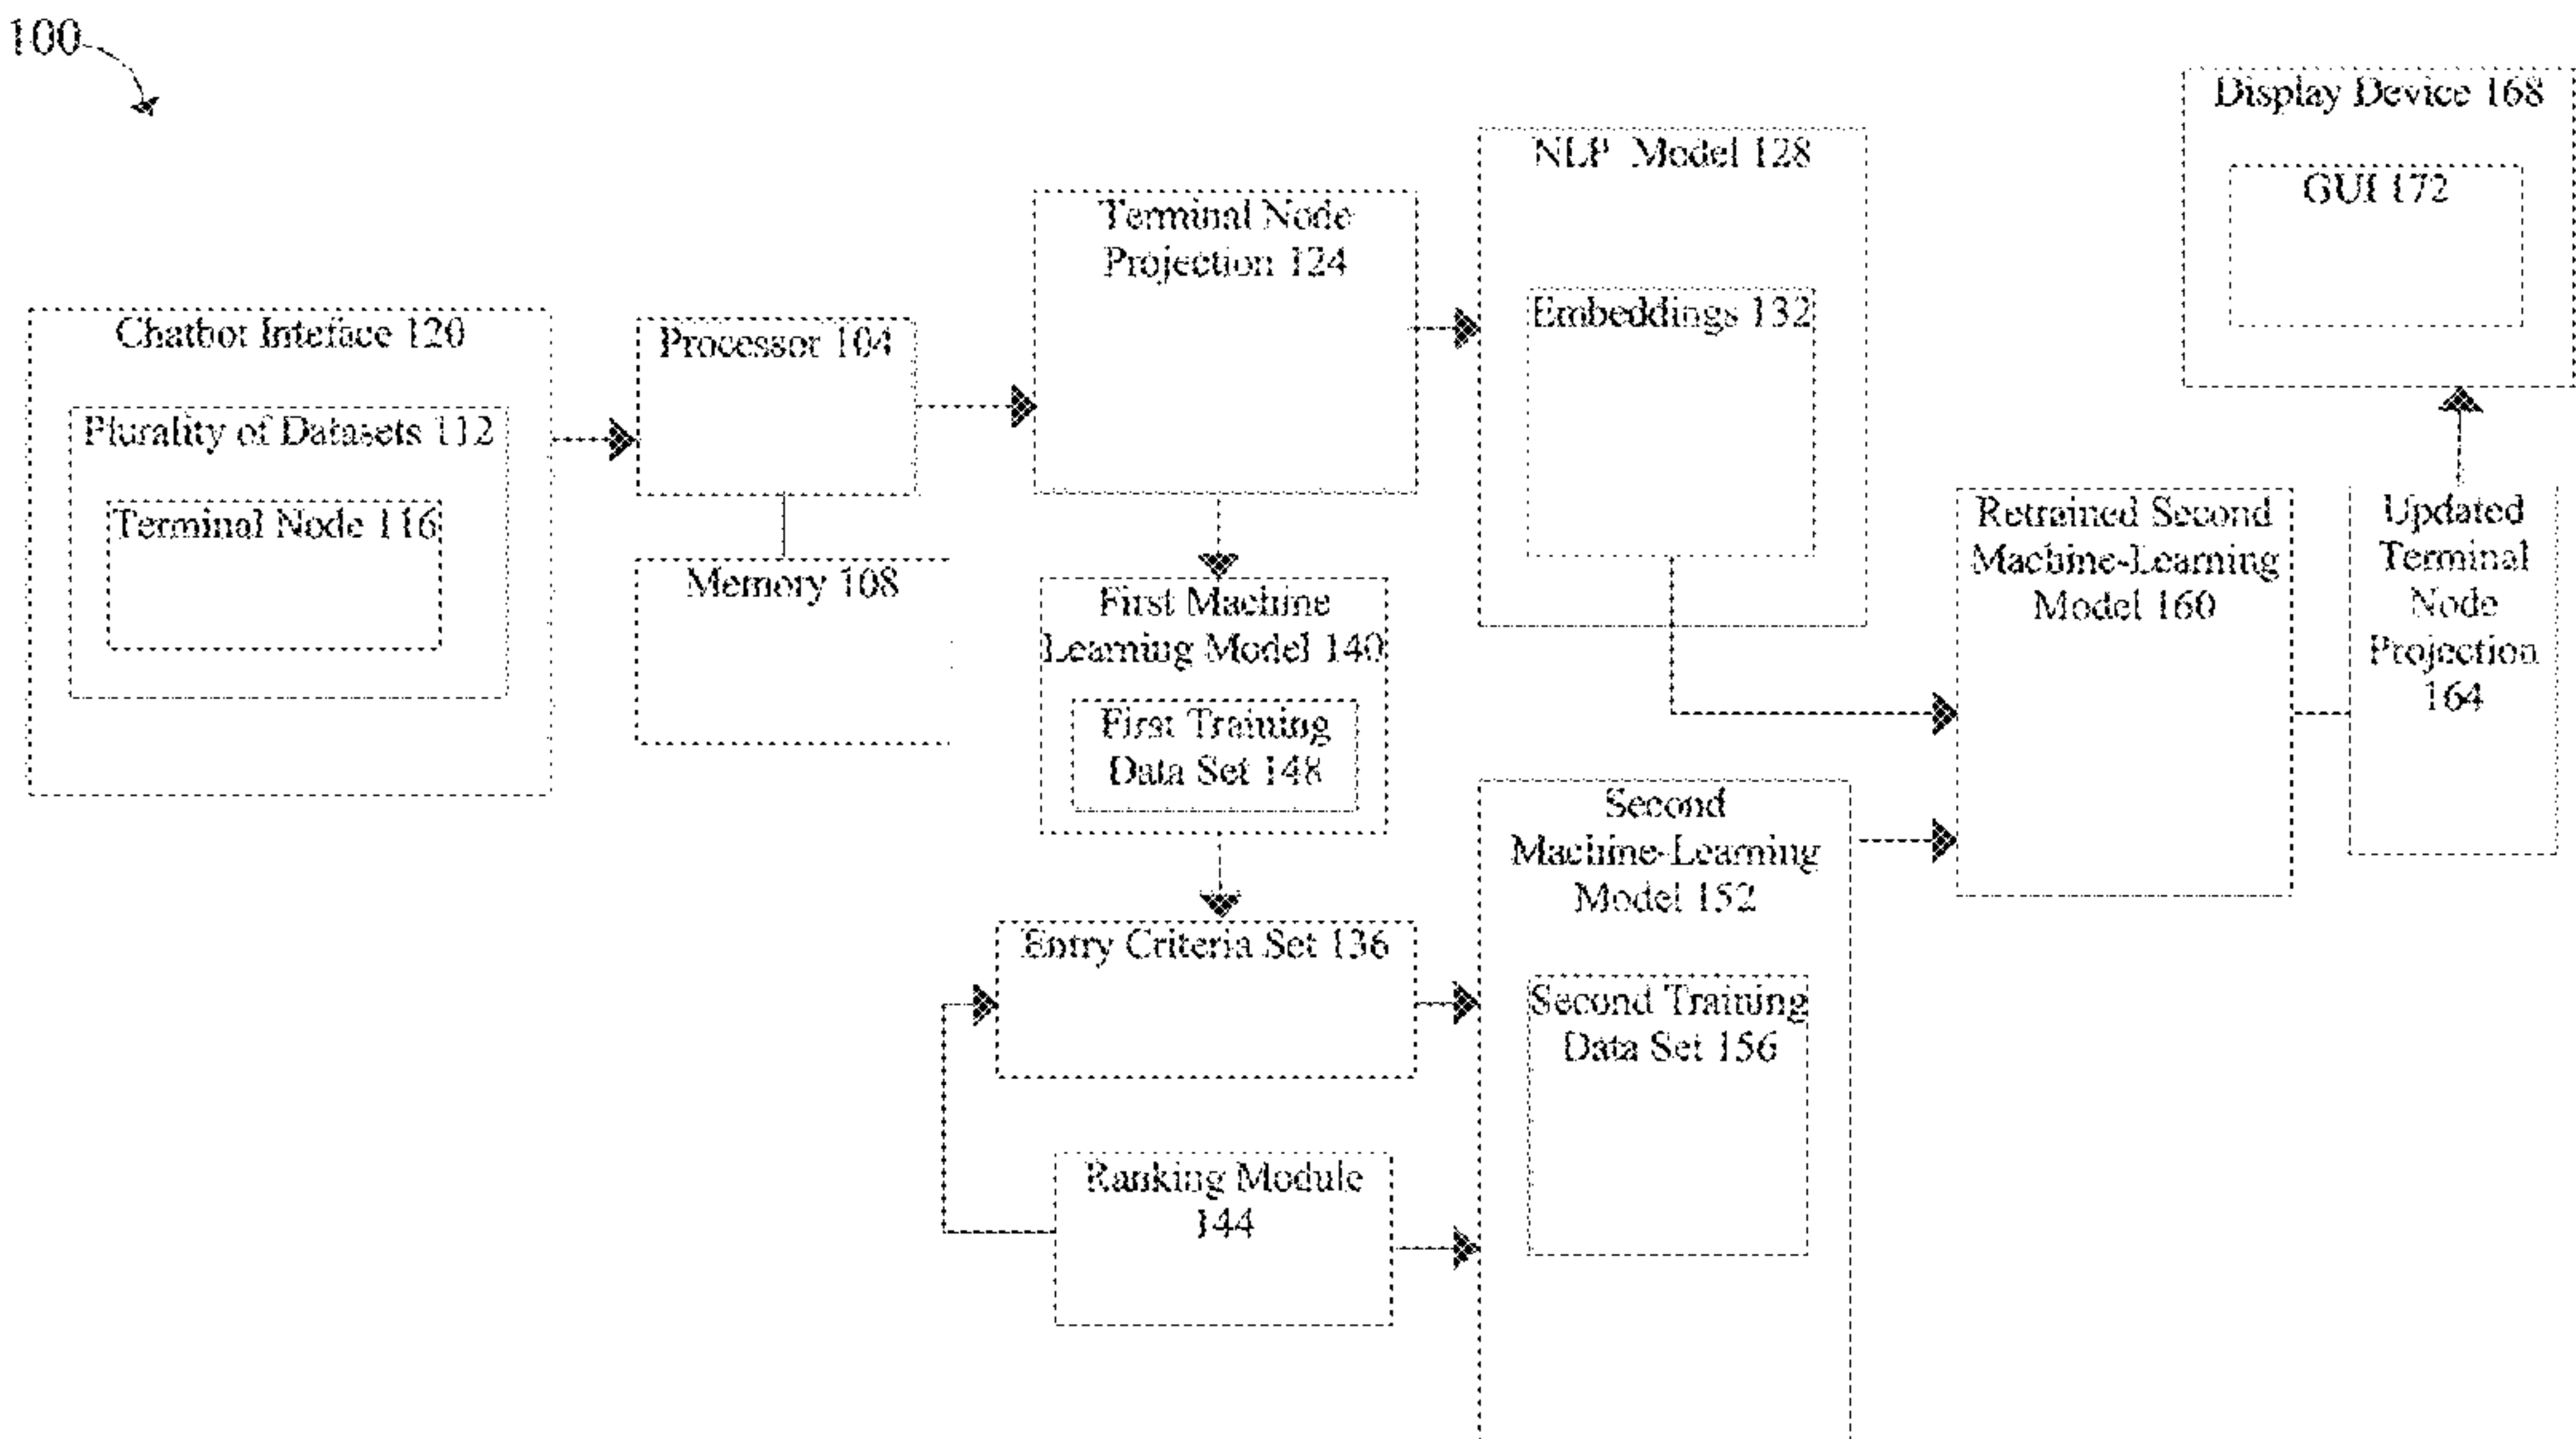 100
Chatbot Inteface 120
Plurality of Datasets 112
Terminal Node 116
Processor 104
Memory 108
Terminal Node
Projection 124
First Machine
Learning Model 140
First Training
Data Set 148
Entry Criteria Set 136
Ranking Module
144
NLP Model 128
Embeddings 132
Second
Machine-Learning
Model 152
Second Training
Data Set 156
Retrained Second
Machine-Learning
Model 160
Updated
Terminal
Node
Projection
164
Display Device 168
GUI 172